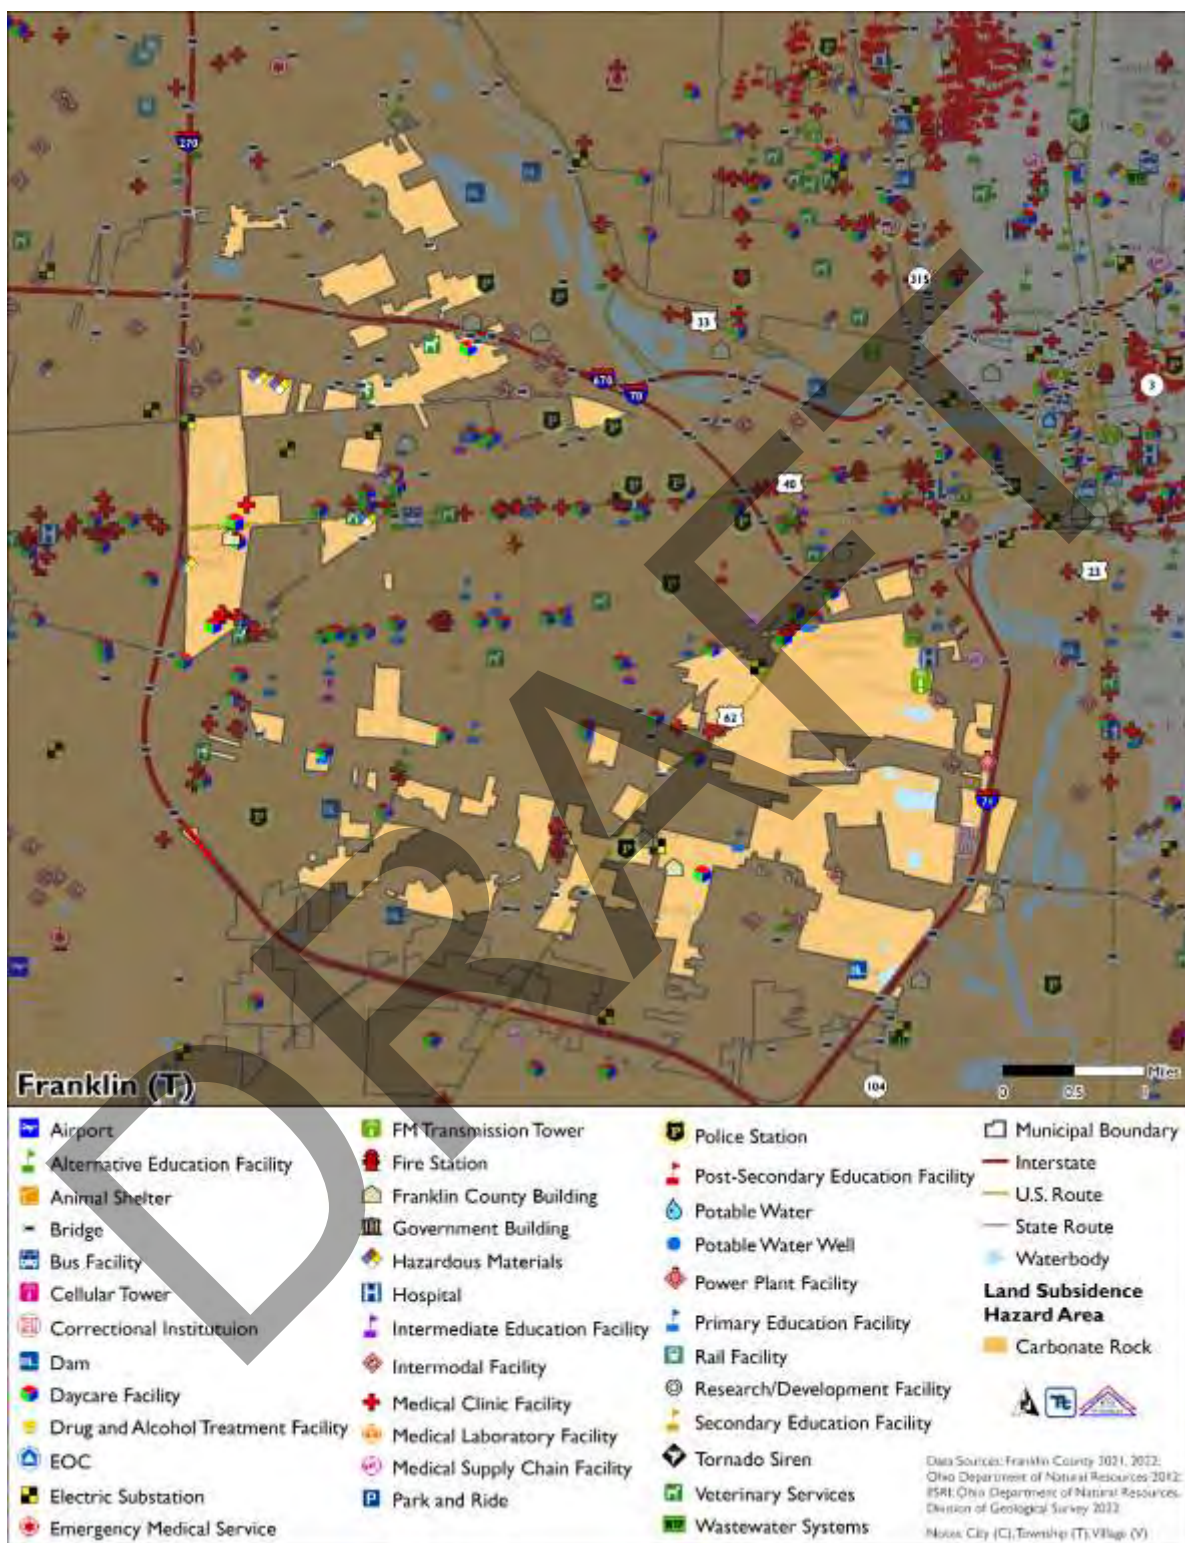 270
315
33
670
70
3
40
23
62
71
104
Franklin (T)
Miles
0 0.5 1
DRAFT
Airport
Alternative Education Facility
Animal Shelter
Bridge
Bus Facility
Cellular Tower
Correctional Institutuion
Dam
Daycare Facility
Drug and Alcohol Treatment Facility
EOC
Electric Substation
Emergency Medical Service
FM Transmission Tower
Fire Station
Franklin County Building
Government Building
Hazardous Materials
Hospital
Intermediate Education Facility
Intermodal Facility
Medical Clinic Facility
Medical Laboratory Facility
Medical Supply Chain Facility
Park and Ride
Police Station
Post-Secondary Education Facility
Potable Water
Potable Water Well
Power Plant Facility
Primary Education Facility
Rail Facility
Research/Development Facility
Secondary Education Facility
Tornado Siren
Veterinary Services
Wastewater Systems
Municipal Boundary
Interstate
U.S. Route
State Route
Waterbody
Land Subsidence
Hazard Area
Carbonate Rock
Data Sources: Franklin County 2021, 2022;
Ohio Department of Natural Resources 2012;
ESRI; Ohio Department of Natural Resources,
Division of Geological Survey 2022
Notes: City (C), Township (T), Village (V)